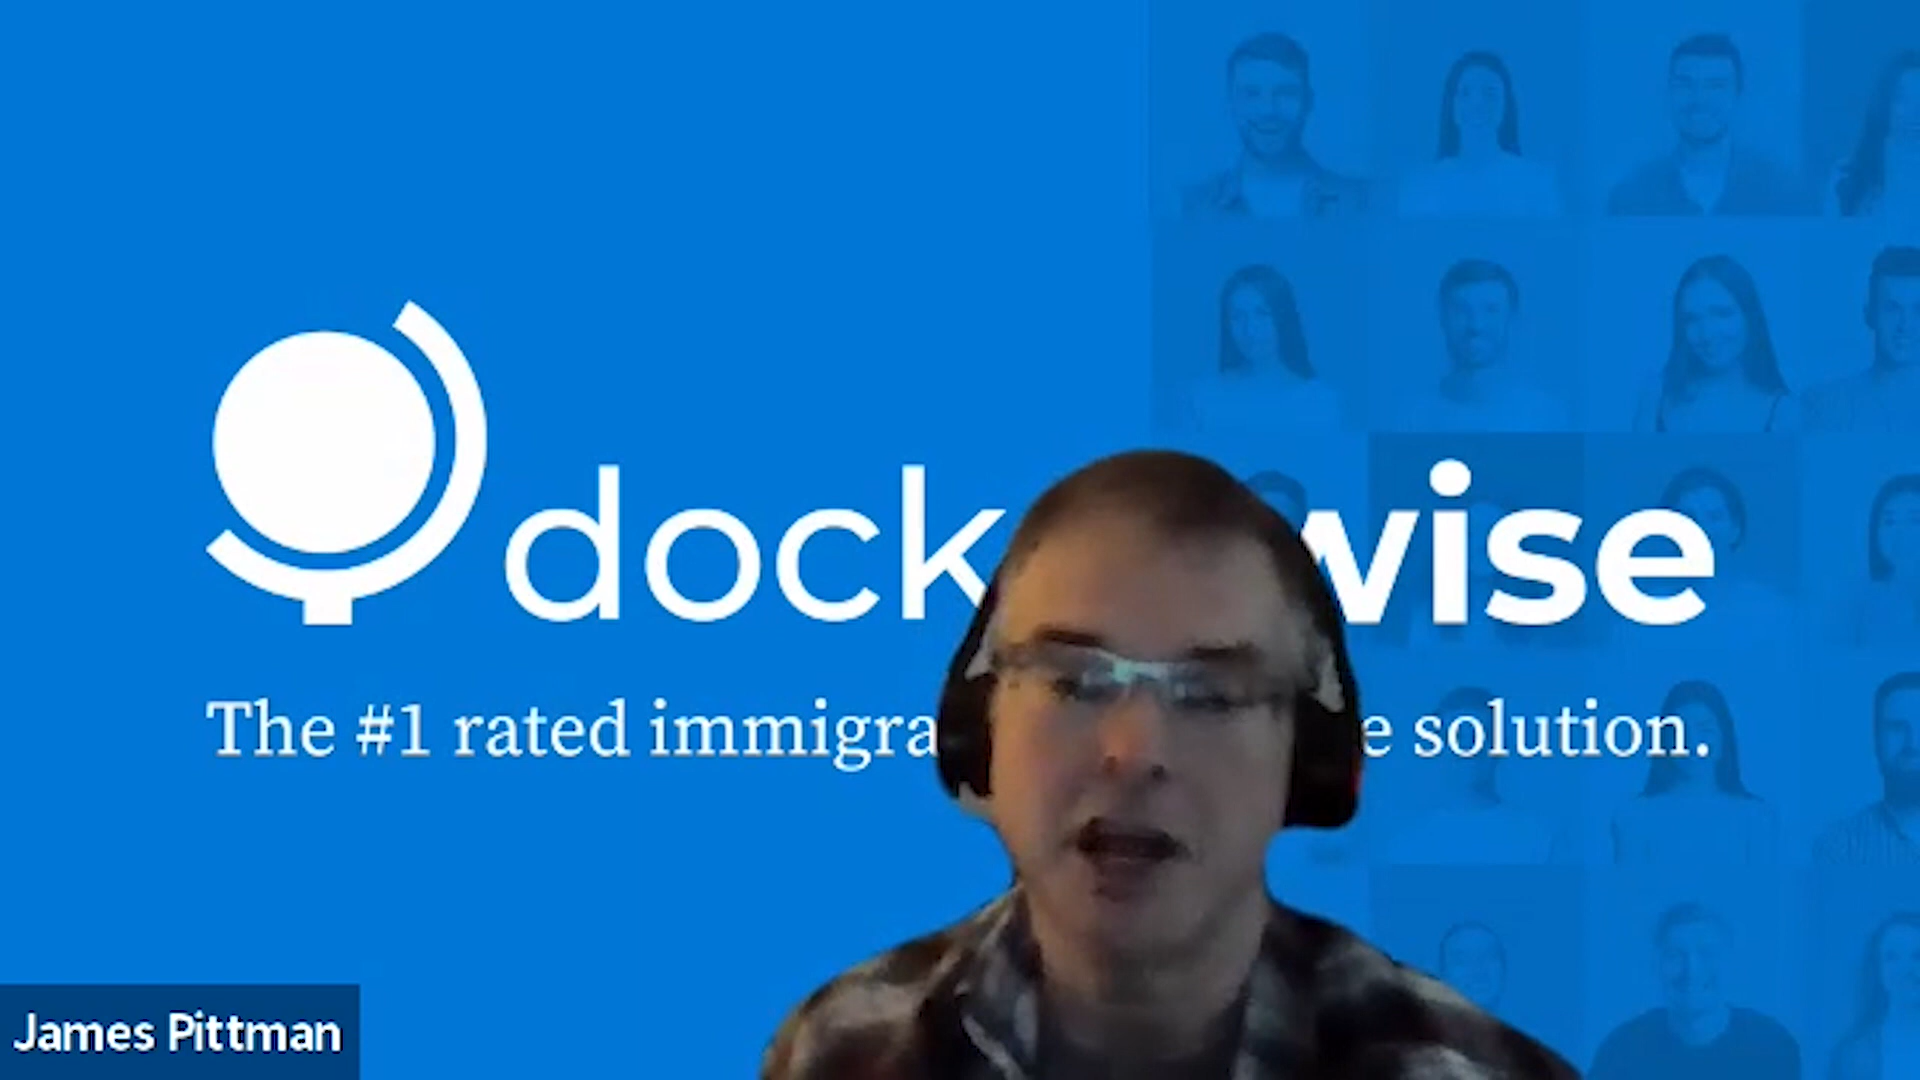 dock wise
The #1 rated immigra e solution.
James Pittman